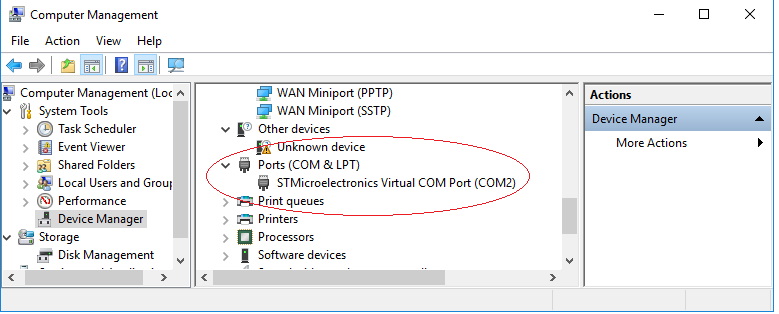 Computer Management
File Action View Help
Computer Management (Loc
System Tools
Task Scheduler
Event Viewer
Shared Folders
Local Users and Group
Performance
Device Manager
Storage
Disk Management
WAN Miniport (PPTP)
WAN Miniport (SSTP)
Other devices
Unknown device
Ports (COM & LPT)
STMicroelectronics Virtual COM Port (COM2)
Print queues
Printers
Processors
Software devices
Actions
Device Manager
More Actions